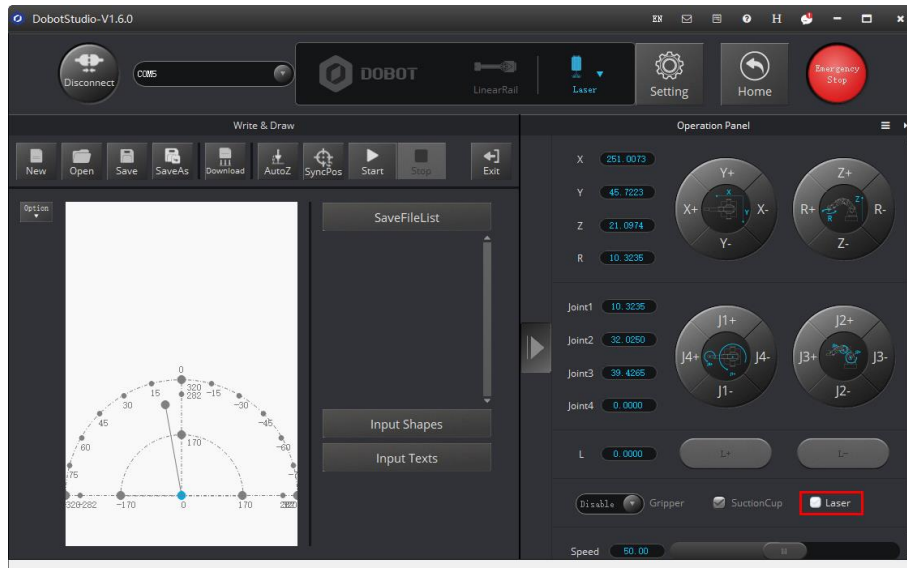 DobotStudio-V1.6.0
EN
H
Disconnect
COM5
DOBOT
LinearRail
Laser
Setting
Home
Emergency
Stop
Write & Draw
Operation Panel
New
Open
Save
SaveAs
Download
AutoZ
SyncPos
Start
Stop
Exit
Option
SaveFileList
Input Shapes
Input Texts
0
15
320
282
-15
30
-30
45
-45
60
170
-60
75
-170
0
170
X 251.0073
Y 45.7223
Z 21.0974
R 10.3235
Y+
X+
X
Y
X-
Y-
Z+
R+
Z
R
R-
Z-
Joint1 10.3235
Joint2 32.0250
Joint3 39.4265
Joint4 0.0000
J1+
J4+
J4-
J1-
J2+
J3+
J3-
J2-
L 0.0000
L+
L-
Disable
Gripper
SuctionCup
Laser
Speed 50.00